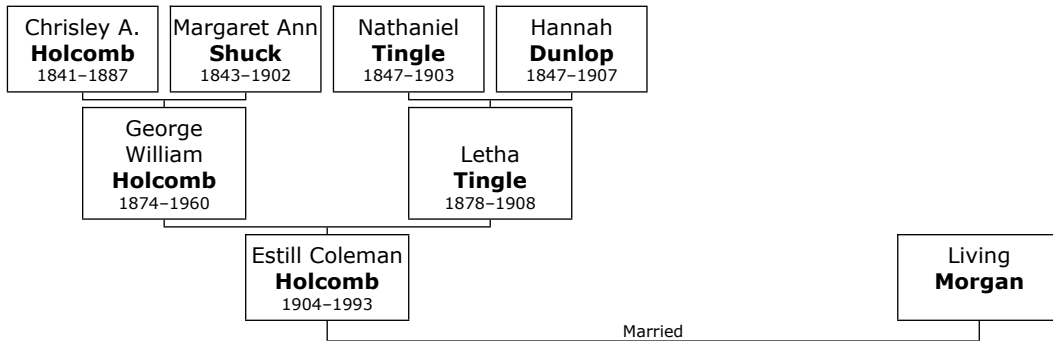 Chrisley A.
Holcomb
1841–1887
Margaret Ann
Shuck
1843–1902
Nathaniel
Tingle
1847–1903
Hannah
Dunlop
1847–1907
George
William
Holcomb
1874–1960
Letha
Tingle
1878–1908
Estill Coleman
Holcomb
1904–1993
Living
Morgan
Married